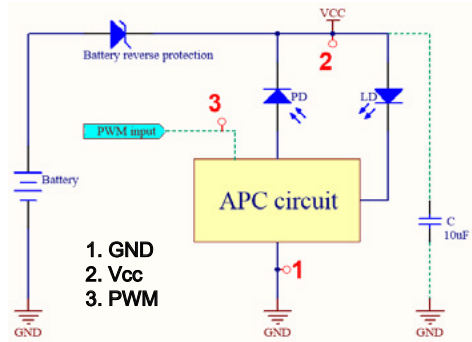 VCC
Battery reverse protection
2
3
PD
LD
PWM input
Battery
APC circuit
C
10uF
1. GND
2. Vcc
3. PWM
1
GND
GND
GND